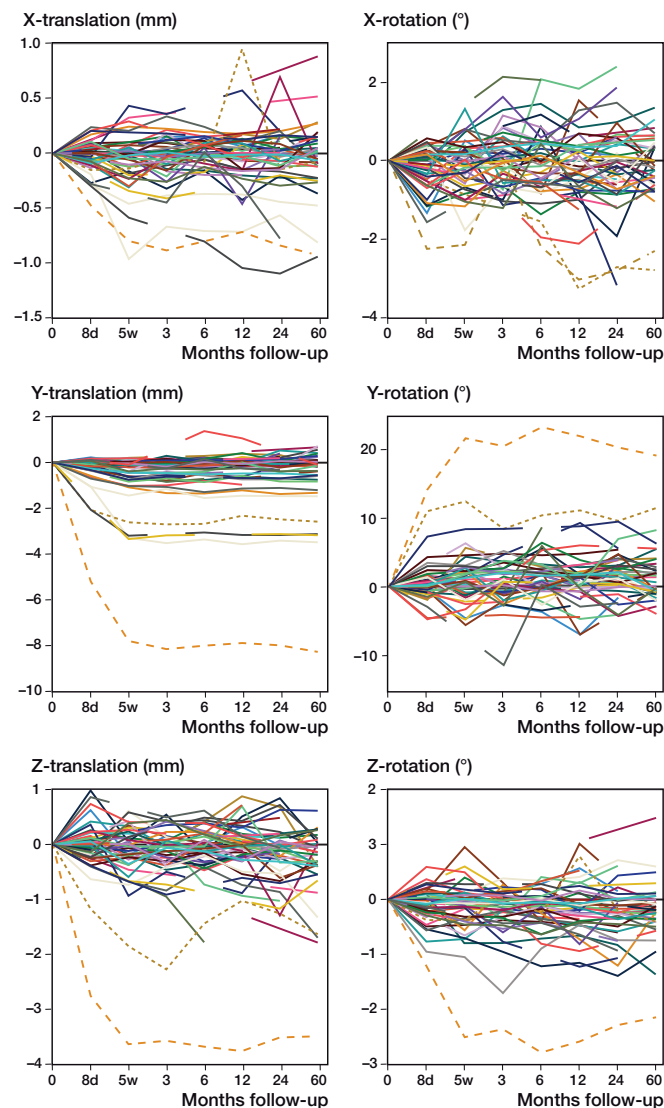 X-translation (mm)
1.0
0.5
0
–0.5
–1.0
–1.5
0 8d 5w 3 6 12 24 60
Months follow-up
X-rotation (°)
2
0
–2
–4
0 8d 5w 3 6 12 24 60
Months follow-up
Y-translation (mm)
2
0
–2
–4
–6
–8
–10
0 8d 5w 3 6 12 24 60
Months follow-up
Y-rotation (°)
20
10
0
–10
0 8d 5w 3 6 12 24 60
Months follow-up
Z-translation (mm)
1
0
–1
–2
–3
–4
0 8d 5w 3 6 12 24 60
Months follow-up
Z-rotation (°)
2
3
0
–1
–2
–3
0 8d 5w 3 6 12 24 60
Months follow-up